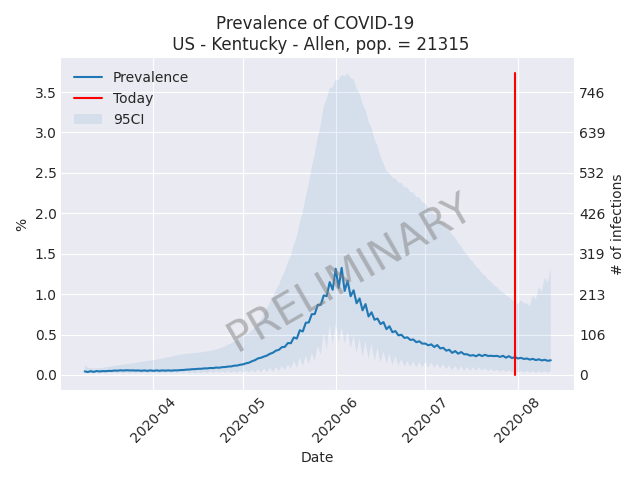 Prevalence of COVID-19
US - Kentucky - Allen, pop. = 21315
Prevalence
Today
95CI
3.5
3.0
2.5
2.0
1.5
1.0
0.5
0.0
%
746
639
532
426
319
213
106
0
# of infections
PRELIMINARY
2020-04
2020-05
2020-06
2020-07
2020-08
Date